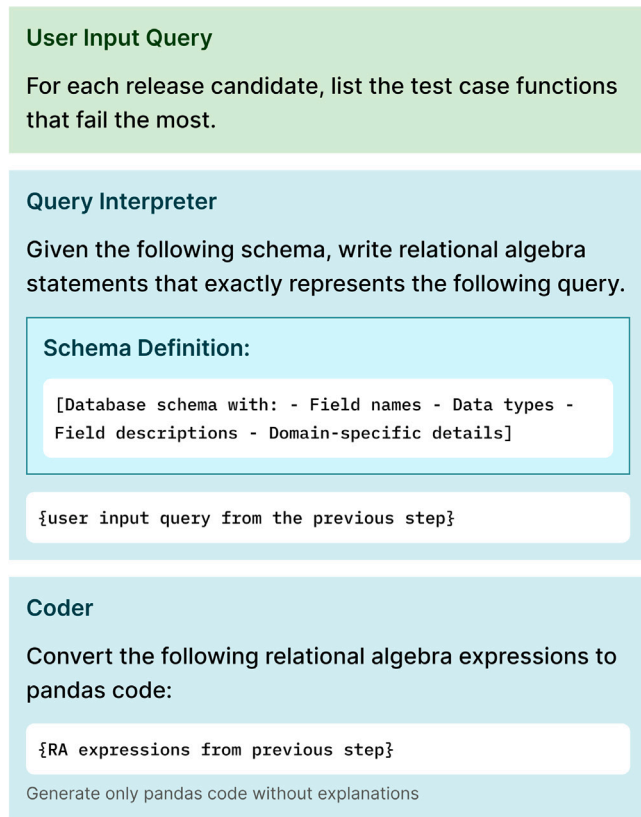 User Input Query
For each release candidate, list the test case functions
that fail the most.
Query Interpreter
Given the following schema, write relational algebra
statements that exactly represents the following query.
Schema Definition:
[Database schema with: - Field names - Data types -
Field descriptions - Domain-specific details]
{user input query from the previous step}
Coder
Convert the following relational algebra expressions to
pandas code:
{RA expressions from previous step}
Generate only pandas code without explanations